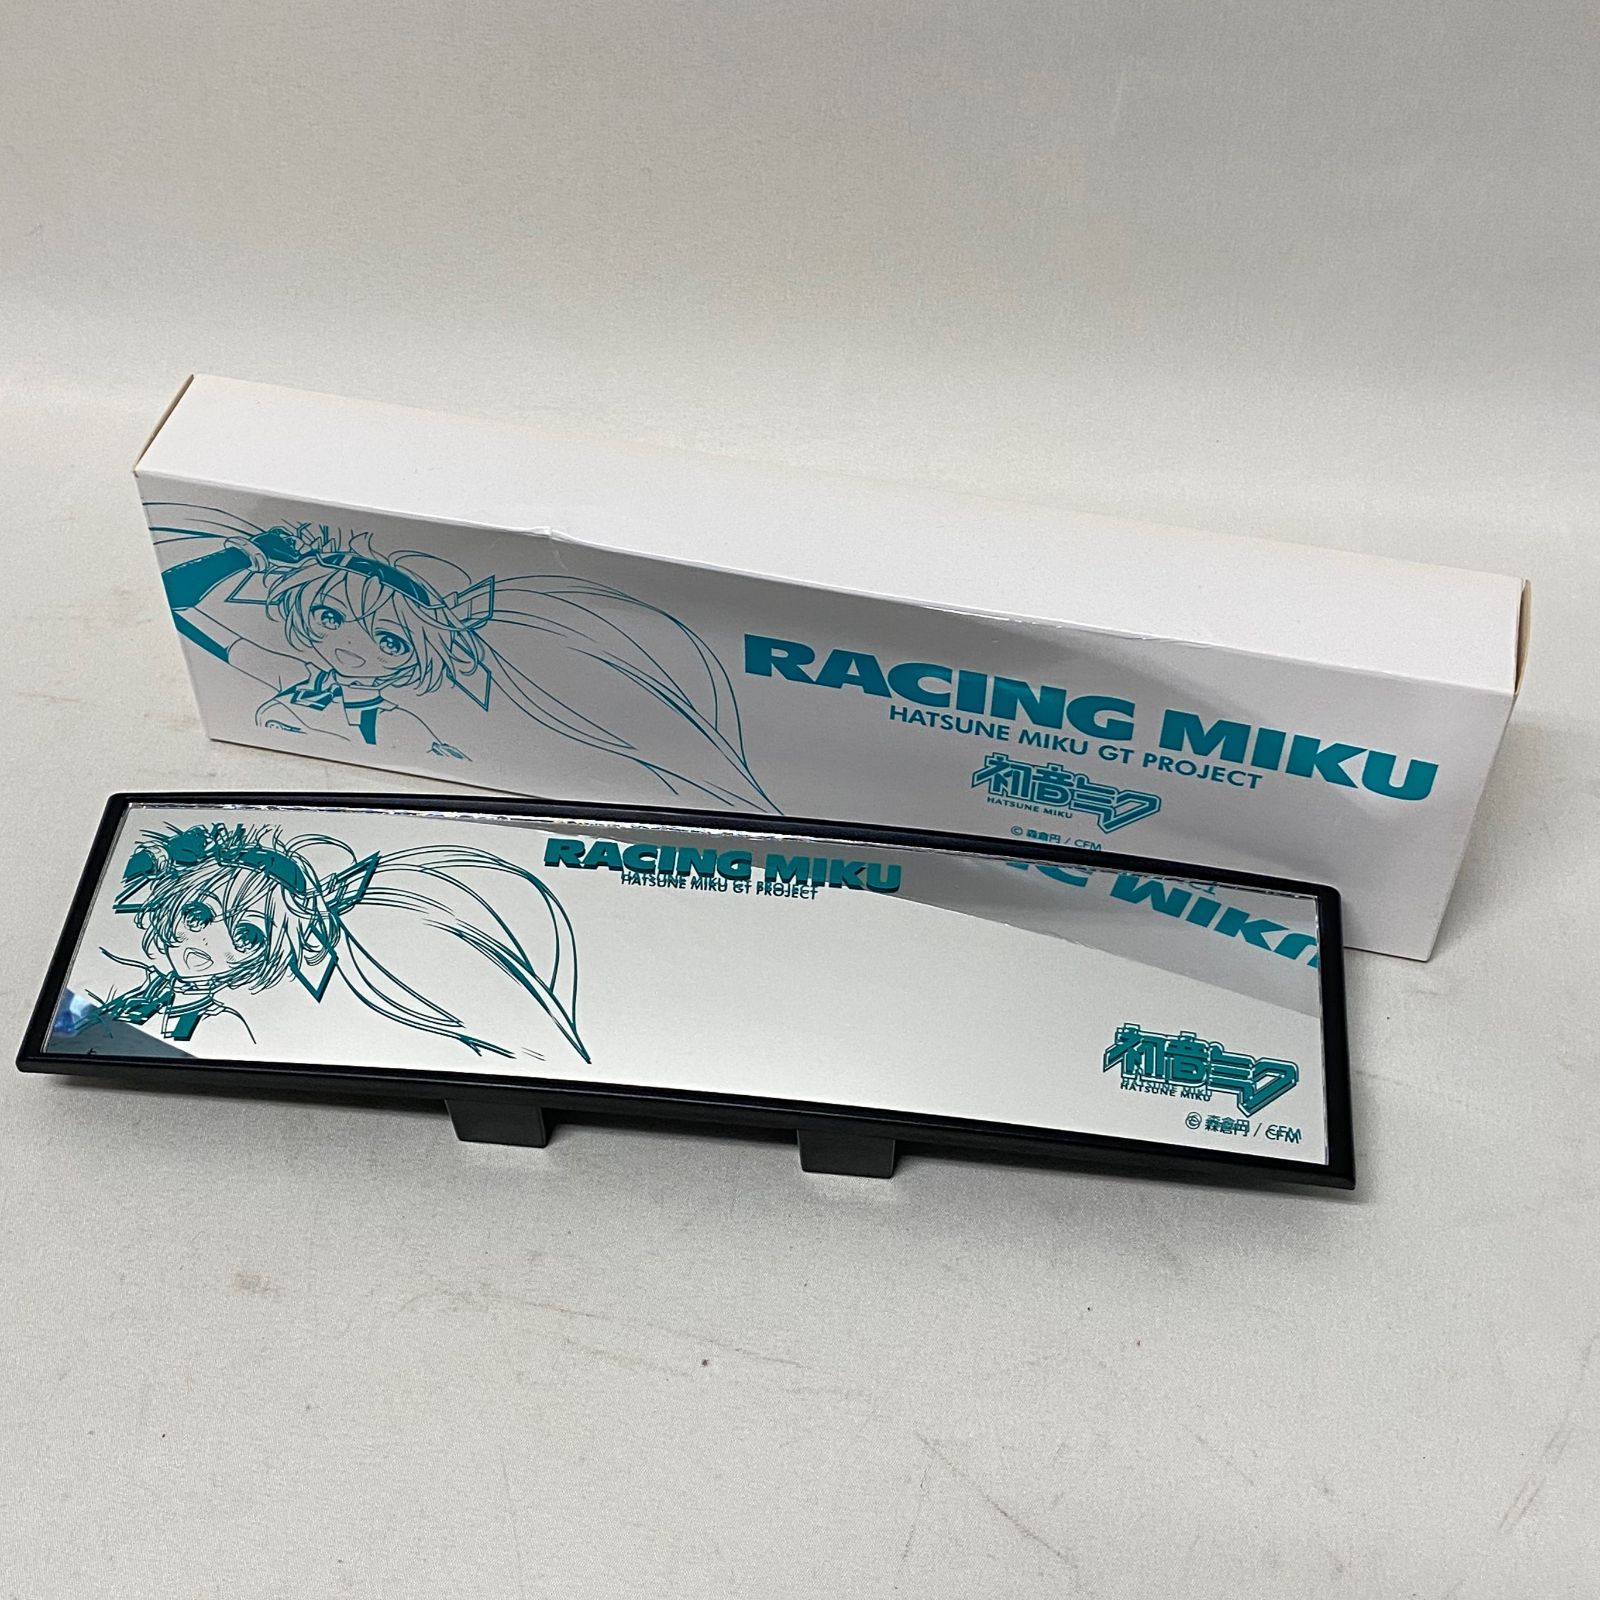 RACING MIKU
HATSUNE MIKU GT PROJECT
初音ミク
HATSUNE MIKU
© 森倉円 / CFM
RACING MIKU
HATSUNE MIKU GT PROJECT
初音ミク
HATSUNE MIKU
© 森倉円 / CFM